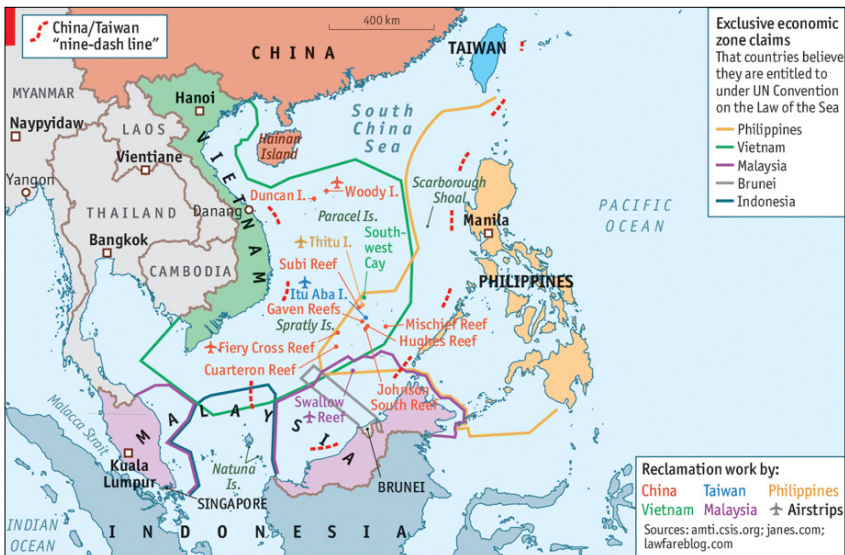 China/Taiwan
“nine-dash line”
400 km
CHINA
TAIWAN
Exclusive economic
zone claims
That countries believe
they are entitled to
under UN Convention
on the Law of the Sea
Philippines
Vietnam
Malaysia
Brunei
Indonesia
MYANMAR
Naypyidaw
Yangon
LAOS
Hanoi
Vientiane
VIETNAM
Hainan
Island
South
China
Sea
THAILAND
Bangkok
Danang
CAMBODIA
Duncan I.
Woody I.
Paracel Is.
Scarborough
Shoal
Manila
PACIFIC
OCEAN
PHILIPPINES
Thitu I.
South-
west
Cay
Subi Reef
Itu Aba I.
Gaven Reefs
Spratly Is.
Mischief Reef
Hughes Reef
Fiery Cross Reef
Cuarteron Reef
Johnson
South Reef
Swallow
Reef
Malacca Strait
MALAYSIA
Kuala
Lumpur
Natuna
Is.
SINGAPORE
BRUNEI
INDIAN
OCEAN
INDONESIA
Reclamation work by:
China Taiwan Philippines
Vietnam Malaysia Airstrips
Sources: amti.csis.org; janes.com;
lawfareblog.com